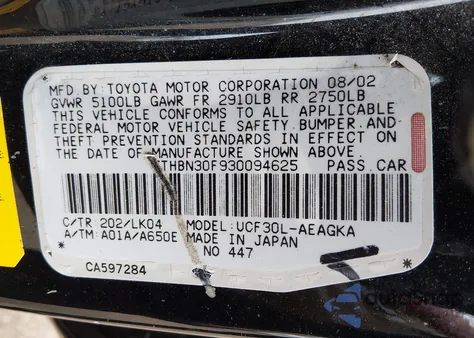 MFD BY: TOYOTA MOTOR CORPORATION 08/02
GVWR 5100LB GAWR FR 2910LB RR 2750LB
THIS VEHICLE CONFORMS TO ALL APPLICABLE
FEDERAL MOTOR VEHICLE SAFETY. BUMPER. AND
THEFT PREVENTION STANDARDS IN EFFECT ON
THE DATE OF MANUFACTURE SHOWN ABOVE.
THBN30F930094625 PASS. CAR
C/TR 202/LK04 MODEL: UCF30L-AEAGKA
A/TM: A01A/A650E MADE IN JAPAN
NO 447
CA597284